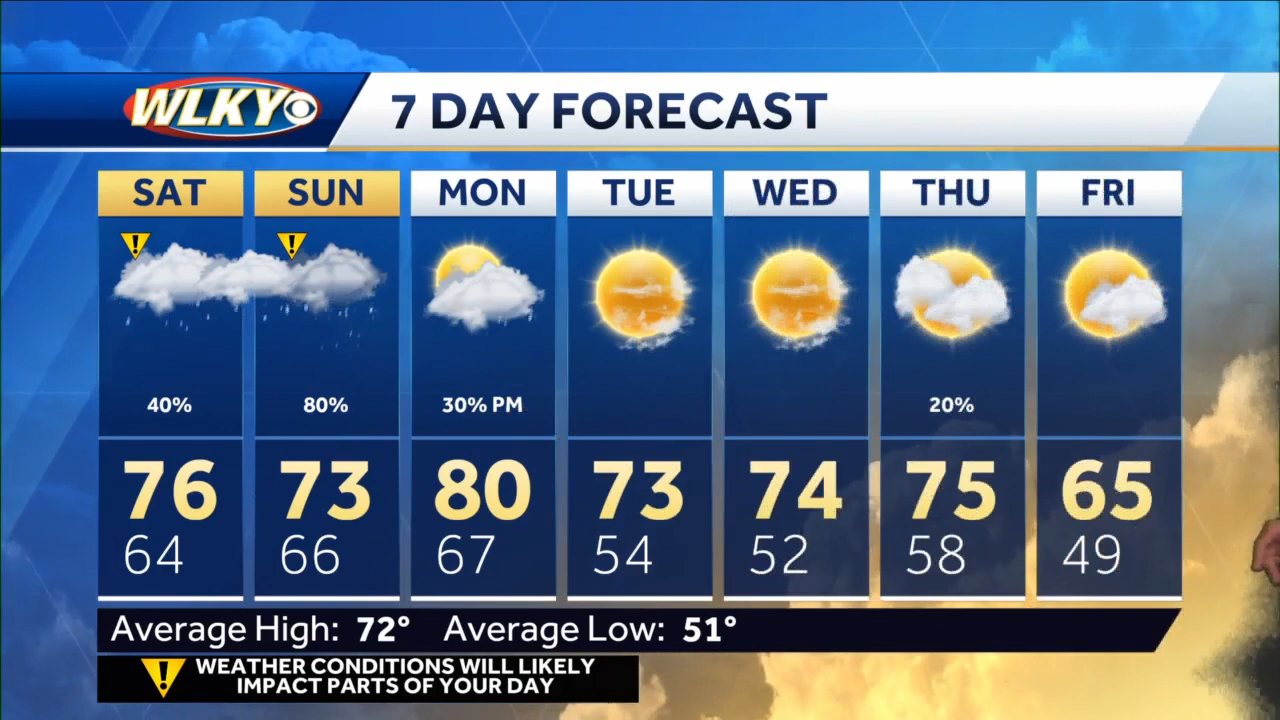 WLKY
7 DAY FORECAST
SAT SUN MON TUE WED THU FRI
! !
40% 80% 30% PM 20%
76 73 80 73 74 75 65
64 66 67 54 52 58 49
Average High: 72° Average Low: 51°
! WEATHER CONDITIONS WILL LIKELY
IMPACT PARTS OF YOUR DAY